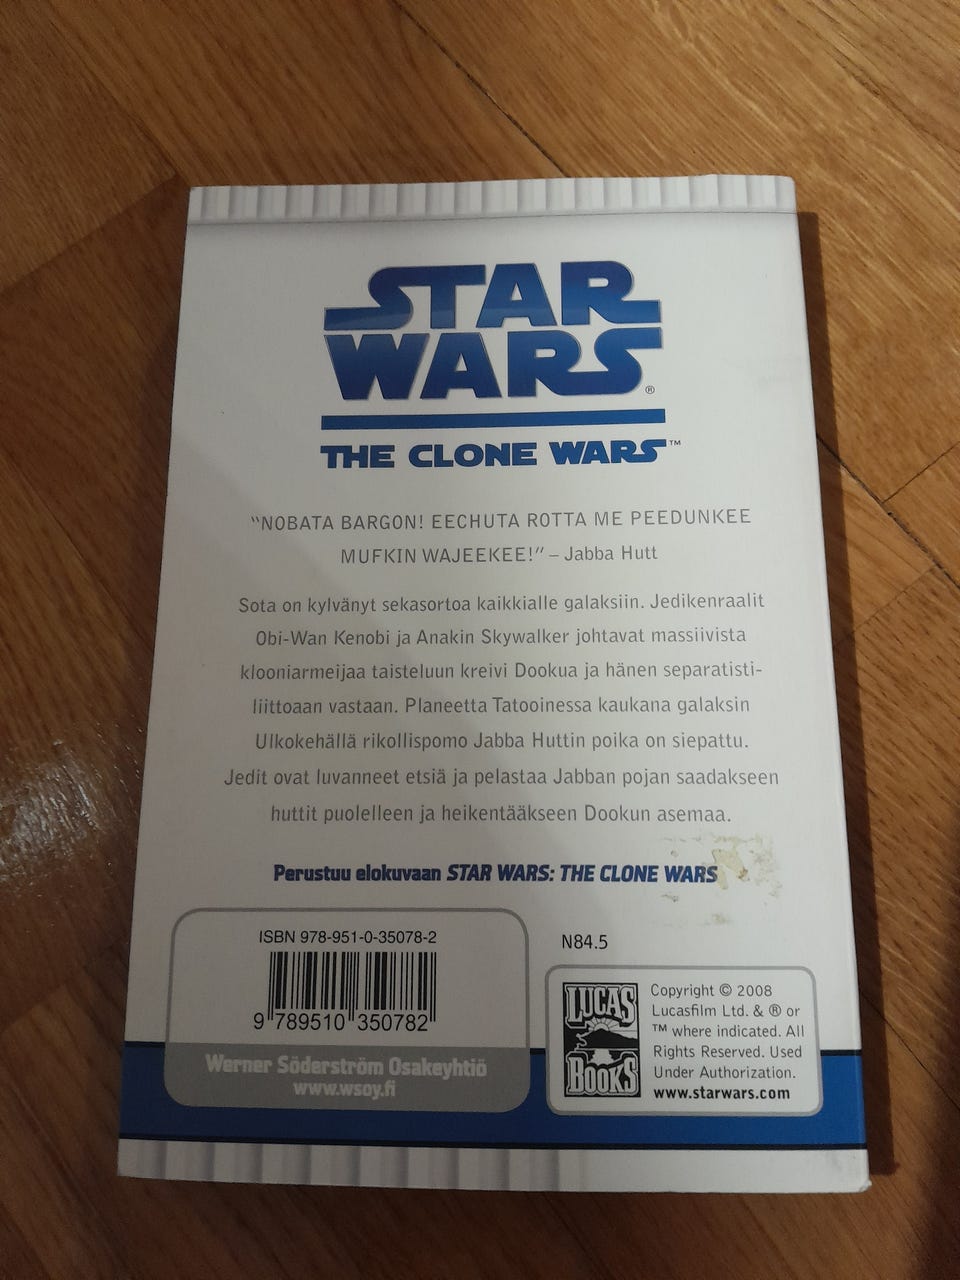 STAR
WARS®
THE CLONE WARS™
“NOBATA BARGON! EECHUTA ROTTA ME PEEDUNKEE
MUFKIN WAJEEKEE!” – Jabba Hutt
Sota on kylvänyt sekasortoa kaikkialle galaksiin. Jedikenraalit
Obi-Wan Kenobi ja Anakin Skywalker johtavat massiivista
klooniarmeijaa taisteluun kreivi Dookua ja hänen separatisti-
liittoaan vastaan. Planeetta Tatooinessa kaukana galaksin
Ulkokehällä rikollispomo Jabba Huttin poika on siepattu.
Jedit ovat luvanneet etsiä ja pelastaa Jabban pojan saadakseen
huttit puolelleen ja heikentääkseen Dookun asemaa.
Perustuu elokuvaan STAR WARS: THE CLONE WARS
ISBN 978-951-0-35078-2
9 789510 350782
Werner Söderström Osakeyhtiö
www.wsoy.fi
N84.5
LUCAS
BOOKS
Copyright © 2008
Lucasfilm Ltd. & ® or
™ where indicated. All
Rights Reserved. Used
Under Authorization.
www.starwars.com